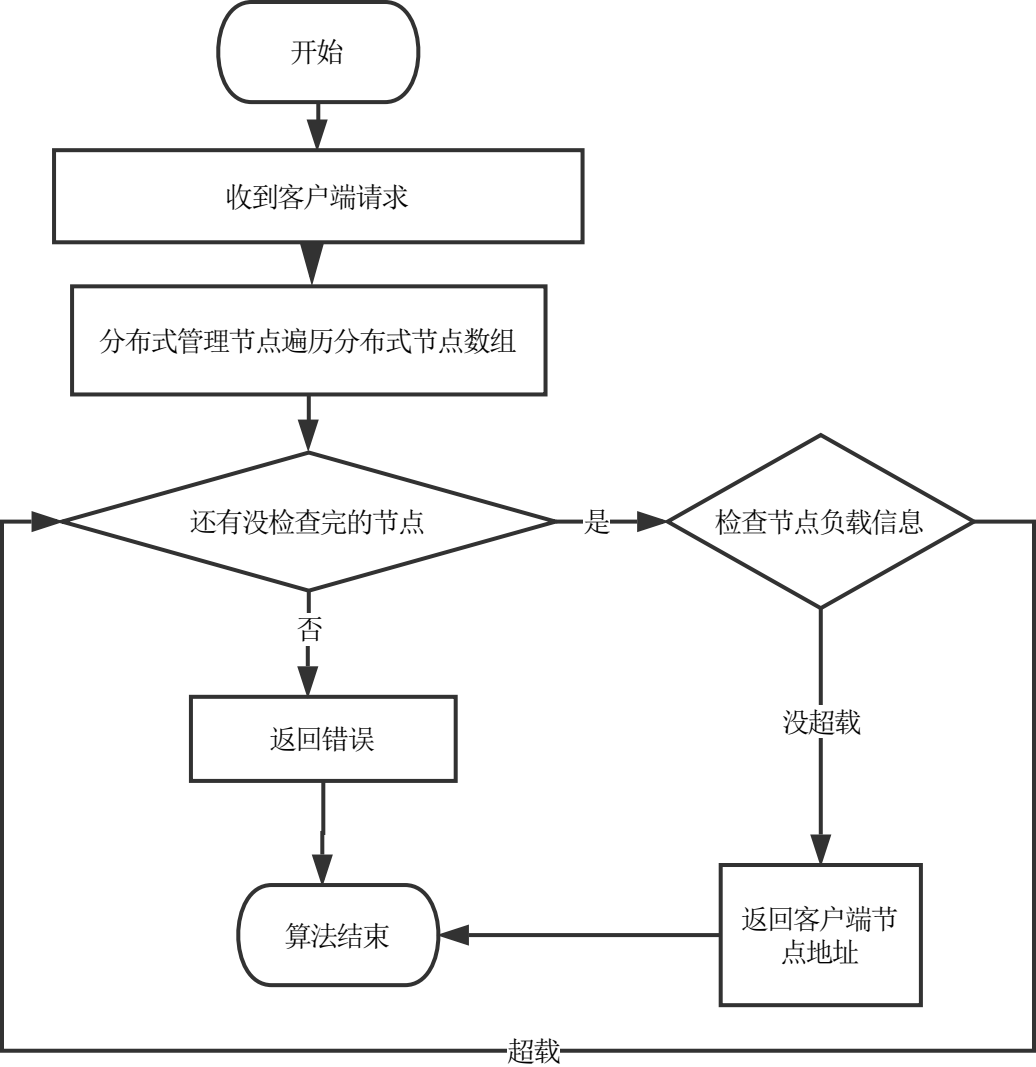 开始
收到客户端请求
分布式管理节点遍历分布式节点数组
还有没检查完的节点
是
检查节点负载信息
否
没超载
返回错误
返回客户端节
点地址
算法结束
超载